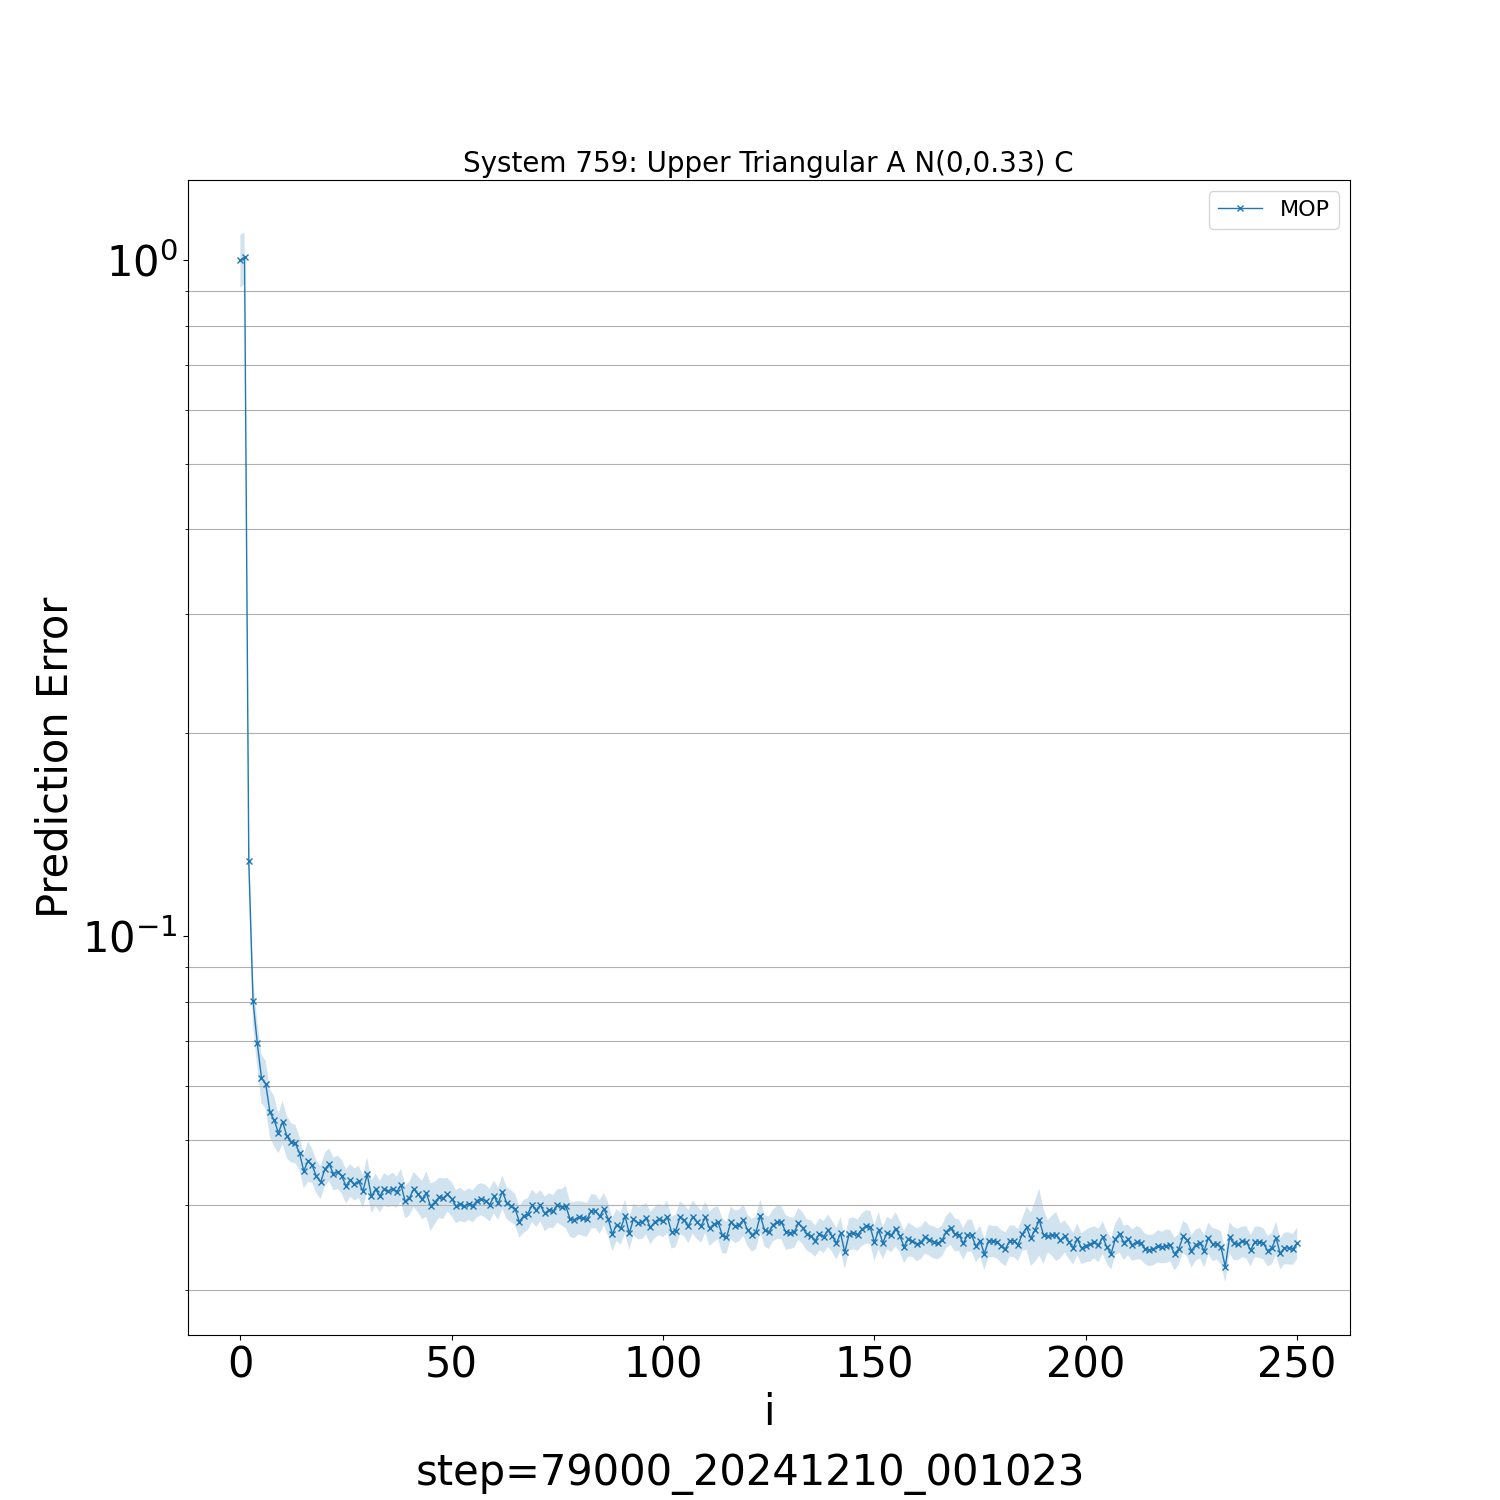 System 759: Upper Triangular A N(0,0.33) C
MOP
10⁰
10⁻¹
Prediction Error
0 50 100 150 200 250
i
step=79000_20241210_001023